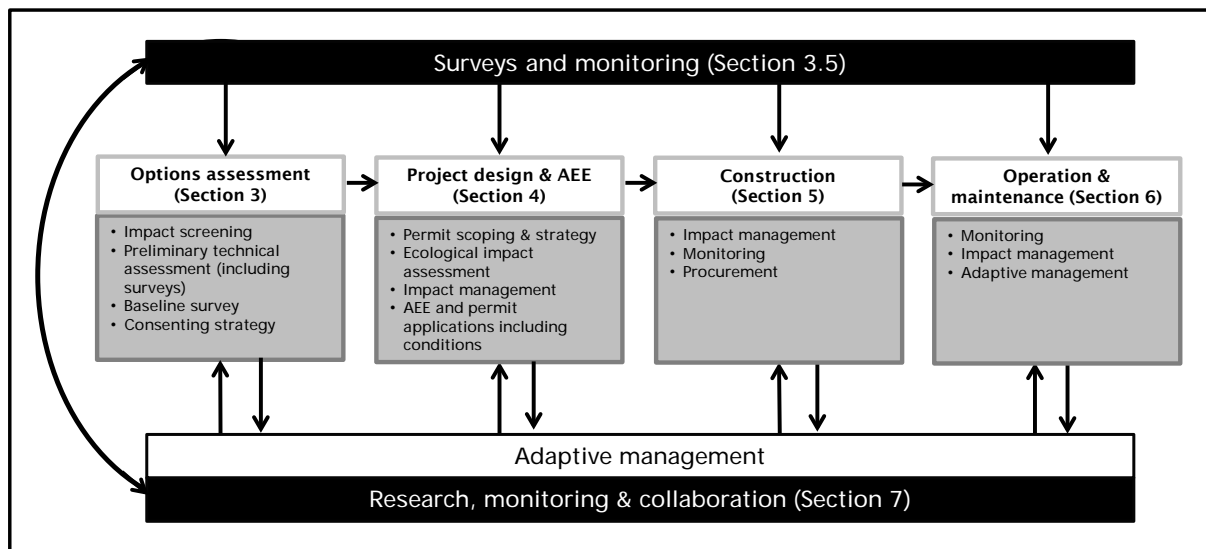 Surveys and monitoring (Section 3.5)
Options assessment
(Section 3)
• Impact screening
• Preliminary technical
assessment (including
surveys)
• Baseline survey
• Consenting strategy
Project design & AEE
(Section 4)
• Permit scoping & strategy
• Ecological impact
assessment
• Impact management
• AEE and permit
applications including
conditions
Construction
(Section 5)
• Impact management
• Monitoring
• Procurement
Operation &
maintenance (Section 6)
• Monitoring
• Impact management
• Adaptive management
Adaptive management
Research, monitoring & collaboration (Section 7)